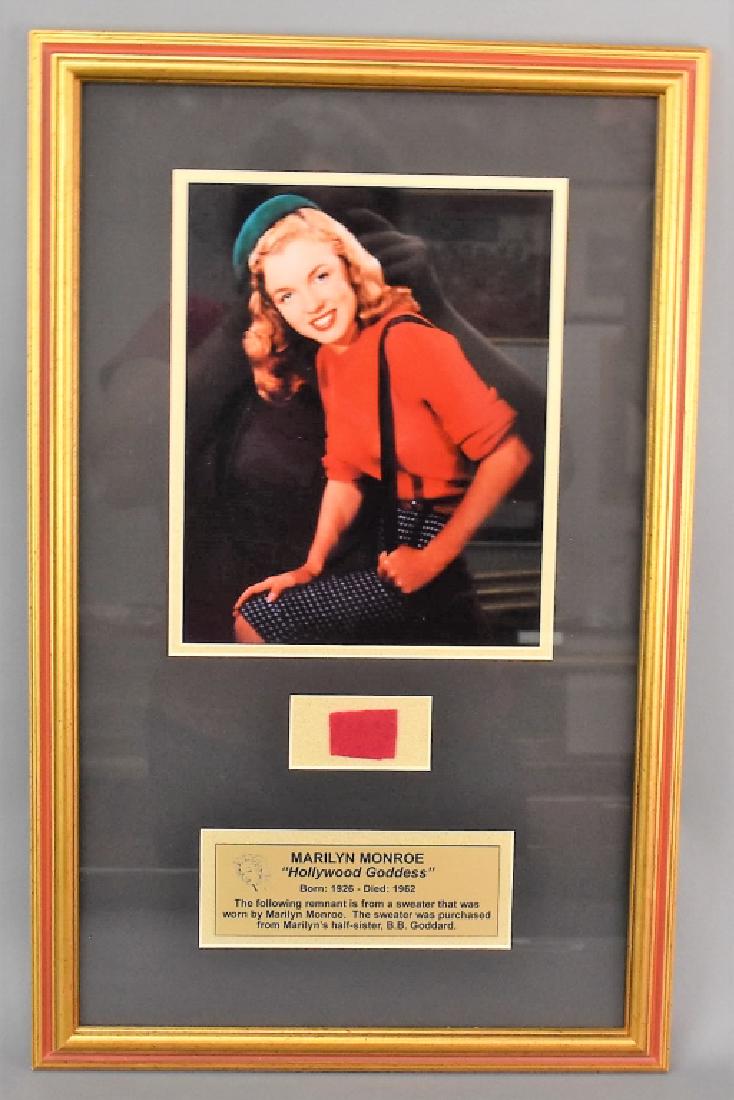 MARILYN MONROE
"Hollywood Goddess"
Born: 1926 - Died: 1962
The following remnant is from a sweater that was
worn by Marilyn Monroe. The sweater was purchased
from Marilyn's half-sister, B.B. Goddard.